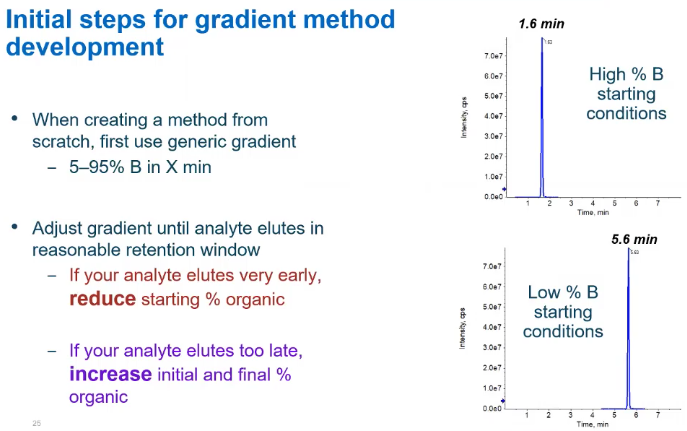 Initial steps for gradient method
development
• When creating a method from
scratch, first use generic gradient
– 5–95% B in X min
• Adjust gradient until analyte elutes in
reasonable retention window
– If your analyte elutes very early,
reduce starting % organic
– If your analyte elutes too late,
increase initial and final %
organic
25
1.6 min
1.63
High % B
starting
conditions
Intensity, cps
7.0e7
6.0e7
5.0e7
4.0e7
3.0e7
2.0e7
1.0e7
0.0e0
1 2 3 4 5 6 7
Time, min
5.6 min
5.63
Low % B
starting
conditions
Intensity, cps
7.0e7
6.0e7
5.0e7
4.0e7
3.0e7
2.0e7
1.0e7
0.0e0
1 2 3 4 5 6 7
Time, min